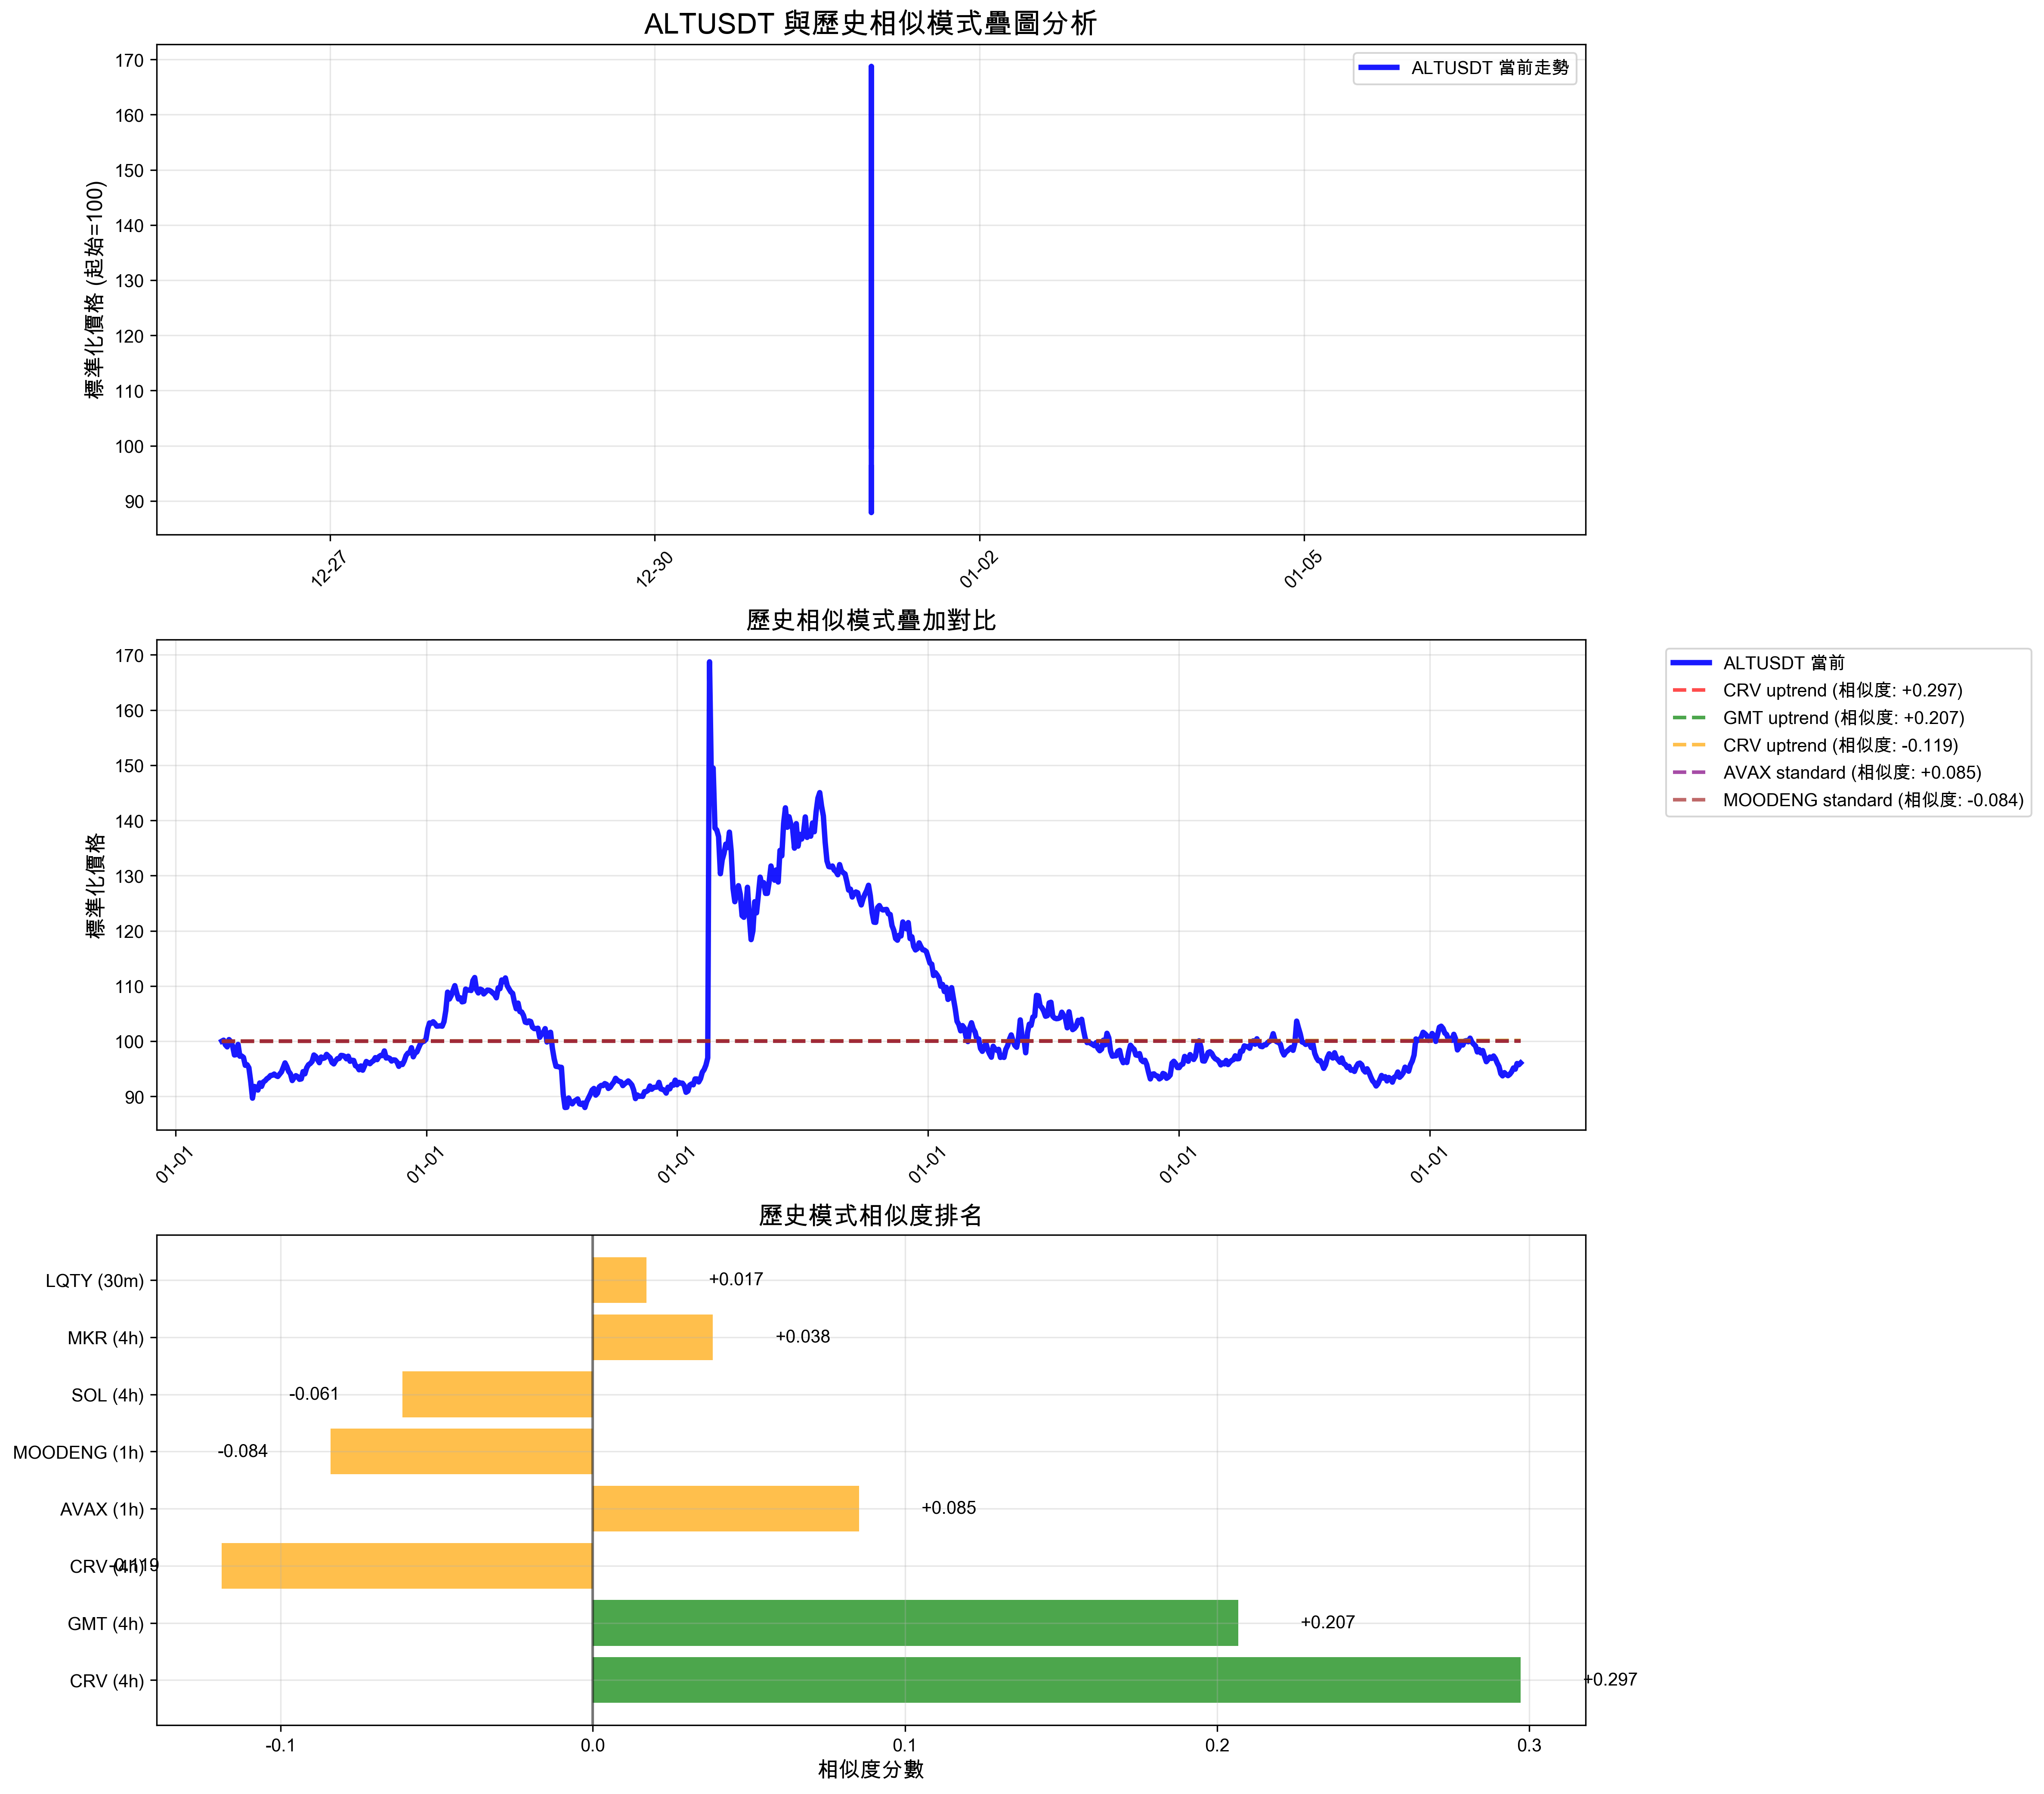 ALTUSDT 與歷史相似模式疊圖分析
ALTUSDT 當前走勢
標準化價格 (起始=100)
170
160
150
140
130
120
110
100
90
12-27
12-30
01-02
01-05
歷史相似模式疊加對比
標準化價格
170
160
150
140
130
120
110
100
90
01-01
01-01
01-01
01-01
01-01
01-01
ALTUSDT 當前
CRV uptrend (相似度: +0.297)
GMT uptrend (相似度: +0.207)
CRV uptrend (相似度: -0.119)
AVAX standard (相似度: +0.085)
MOODENG standard (相似度: -0.084)
歷史模式相似度排名
LQTY (30m)
+0.017
MKR (4h)
+0.038
SOL (4h)
-0.061
MOODENG (1h)
-0.084
AVAX (1h)
+0.085
CRV (4h)
-0.119
GMT (4h)
+0.207
CRV (4h)
+0.297
-0.1
0.0
0.1
0.2
0.3
相似度分數